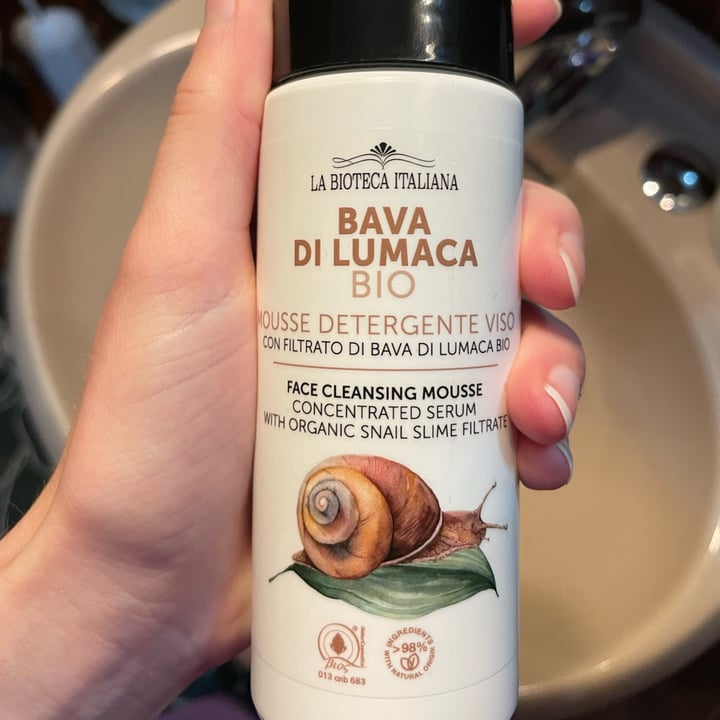 LA BIOTECA ITALIANA
BAVA
DI LUMACA
BIO
MOUSSE DETERGENTE VISO
CON FILTRATO DI BAVA DI LUMACA BIO
FACE CLEANSING MOUSSE
CONCENTRATED SERUM
WITH ORGANIC SNAIL SLIME FILTRATE
βιος
013 cnb 683
INGREDIENTS
>98%
WITH NATURAL ORIGIN